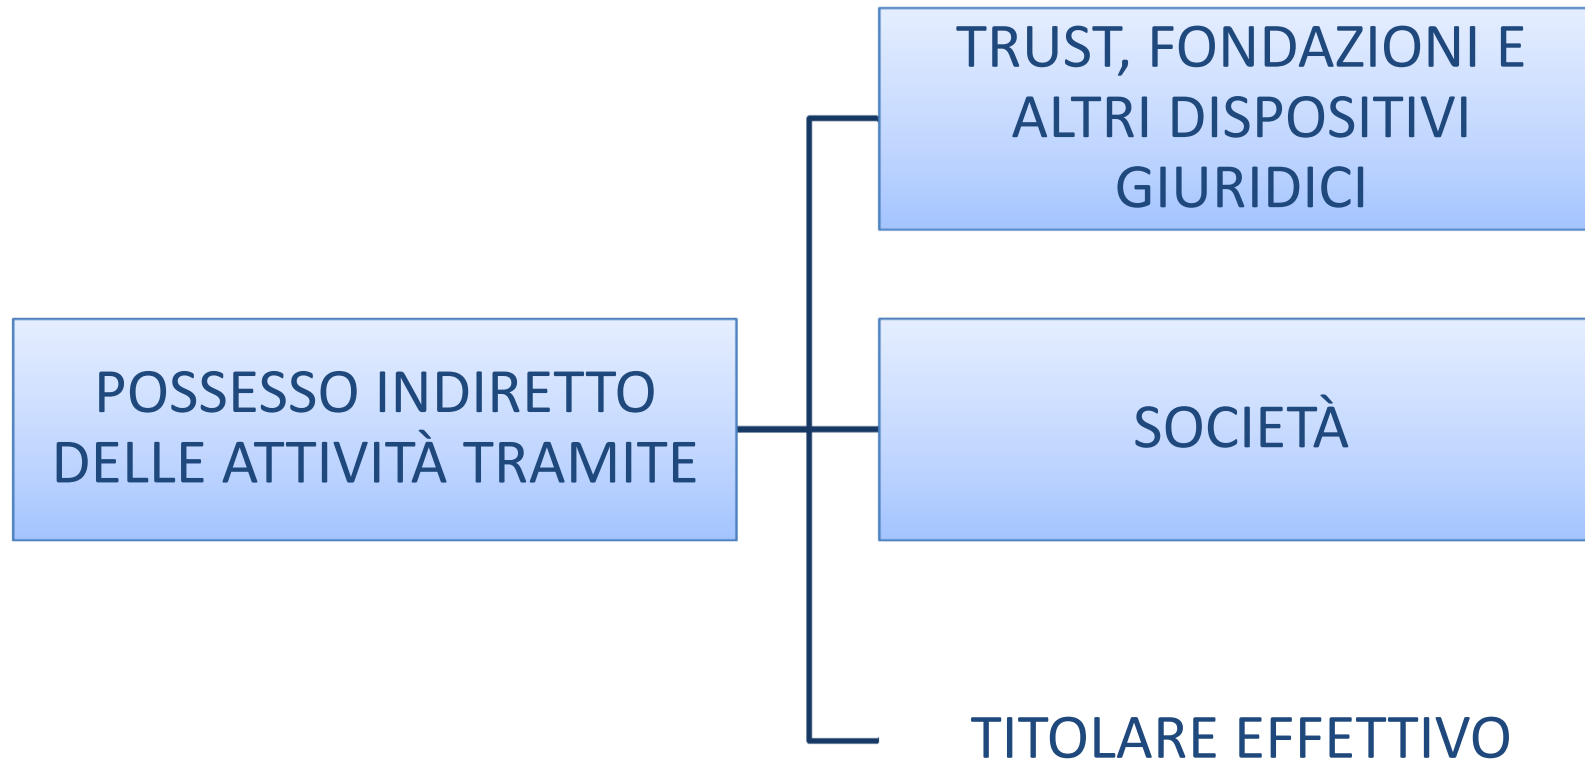 TRUST, FONDAZIONI E
ALTRI DISPOSITIVI
GIURIDICI
POSSESSO INDIRETTO
DELLE ATTIVITÀ TRAMITE
SOCIETÀ
TITOLARE EFFETTIVO